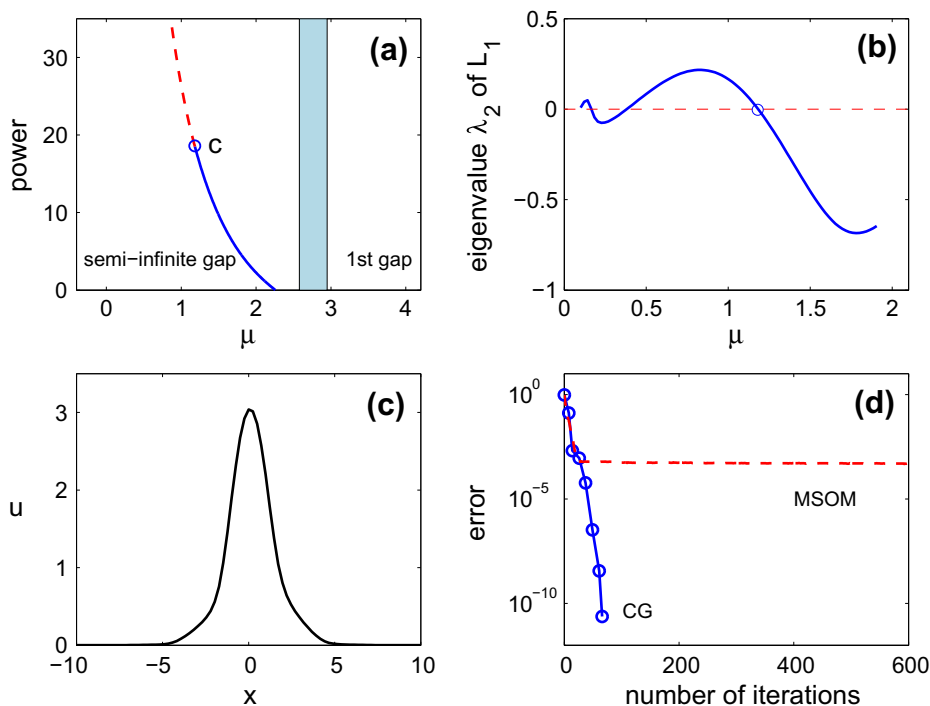 (a)
power
30
20
10
0
c
semi−infinite gap
1st gap
0
1
2
3
4
μ
(b)
eigenvalue λ2 of L1
0.5
0
−0.5
−1
0
0.5
1
1.5
2
μ
(c)
u
3
2
1
0
−10
−5
0
5
10
x
(d)
error
10^0
10^−5
10^−10
MSOM
CG
0
200
400
600
number of iterations